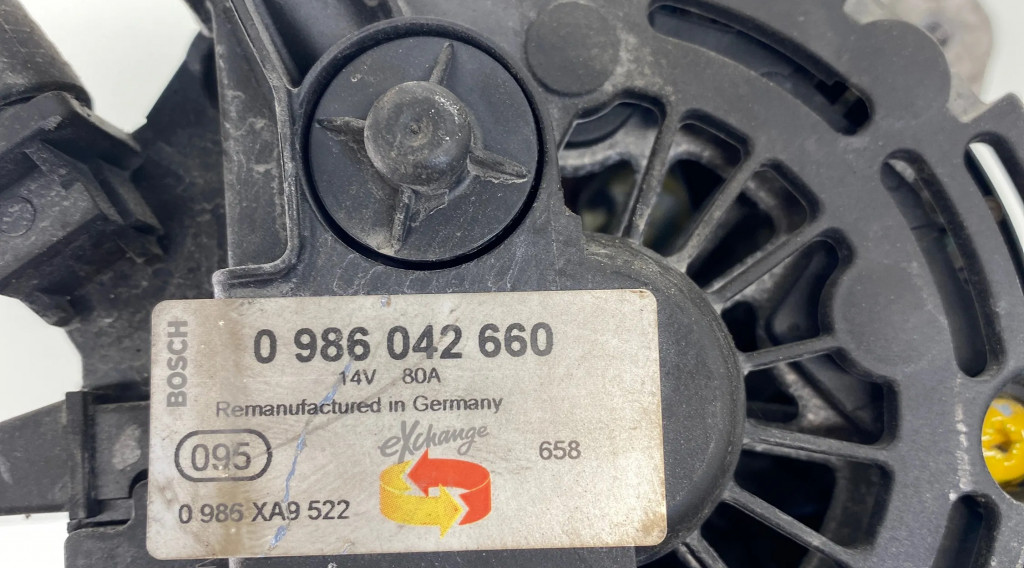 BOSCH
0 986 042 660
14V 80A
Remanufactured in Germany
eXchange
095
658
0 986 XA9 522